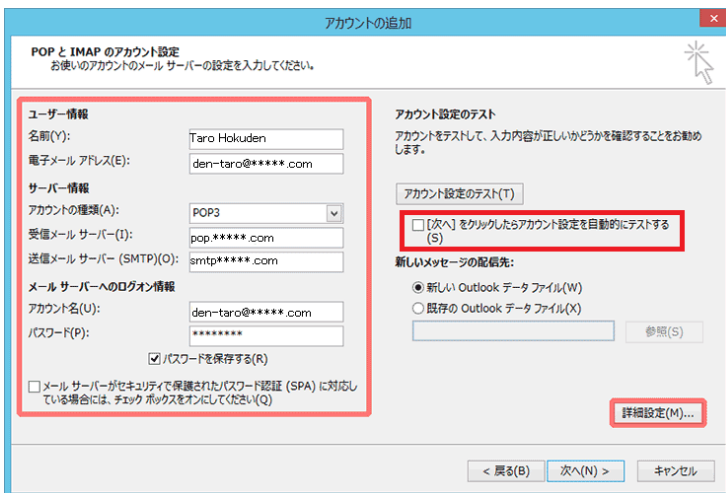 アカウントの追加
POP と IMAP のアカウント設定
お使いのアカウントのメール サーバーの設定を入力してください。
ユーザー情報
名前(Y):
Taro Hokuden
電子メール アドレス(E):
den-taro@*****.com
サーバー情報
アカウントの種類(A):
POP3
受信メール サーバー(I):
pop.*****.com
送信メール サーバー (SMTP)(O):
smtp*****.com
メール サーバーへのログオン情報
アカウント名(U):
den-taro@*****.com
パスワード(P):
********
パスワードを保存する(R)
メール サーバーがセキュリティで保護されたパスワード認証 (SPA) に対応し
ている場合には、チェック ボックスをオンにしてください(Q)
アカウント設定のテスト
アカウントをテストして、入力内容が正しいかどうかを確認することをお勧め
します。
アカウント設定のテスト(T)
[次へ] をクリックしたらアカウント設定を自動的にテストする
(S)
新しいメッセージの配信先:
新しい Outlook データ ファイル(W)
既存の Outlook データ ファイル(X)
参照(S)
詳細設定(M)...
< 戻る(B)
次へ(N) >
キャンセル